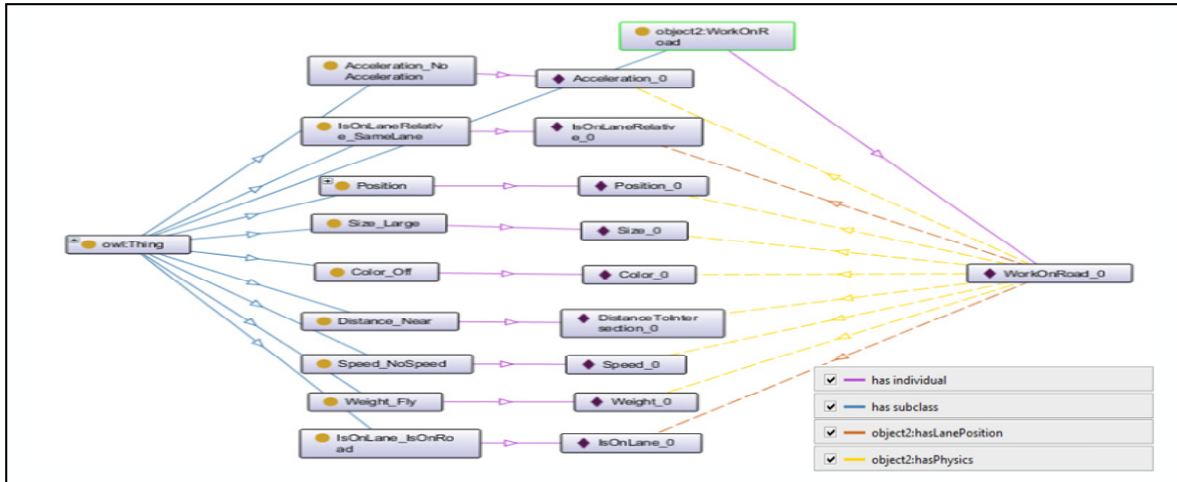 object2:WorkOnR
oad
Acceleration_No
Acceleration
Acceleration_0
IsOnLaneRelativ
e_SameLane
IsOnLaneRelativ
e_0
Position
Position_0
Size_Large
Size_0
owl:Thing
Color_Off
Color_0
WorkOnRoad_0
Distance_Near
DistanceToInter
section_0
Speed_NoSpeed
Speed_0
Weight_Fly
Weight_0
IsOnLane_IsOnRo
ad
IsOnLane_0
has individual
has subclass
object2:hasLanePosition
object2:hasPhysics